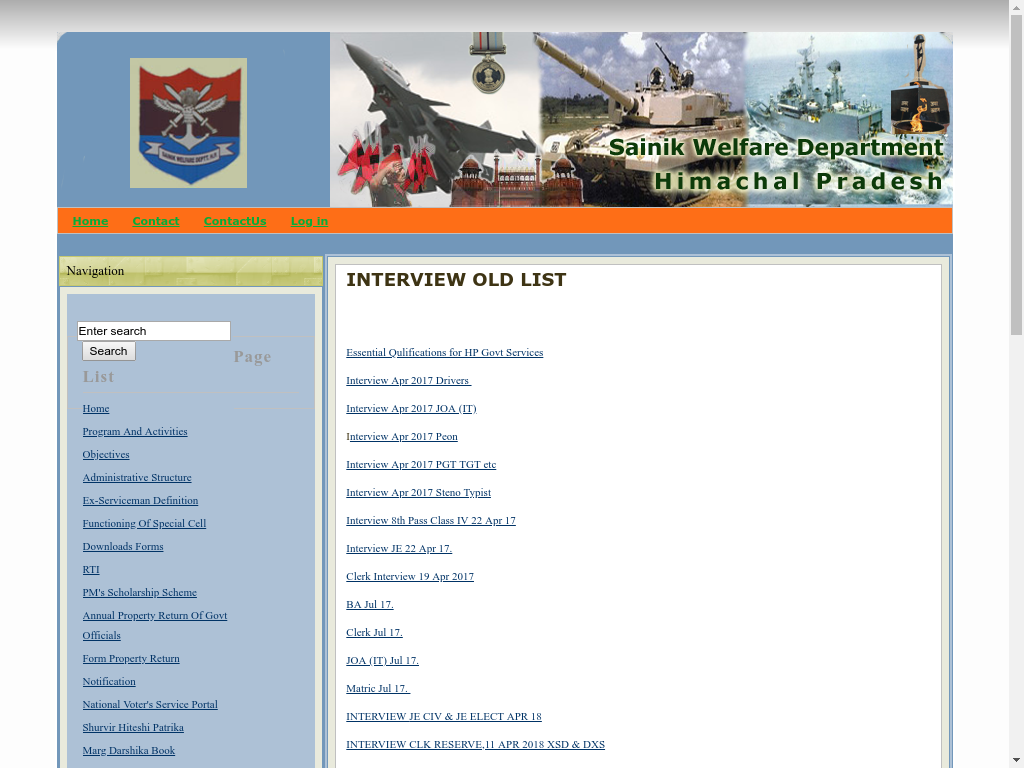 SAINIK WELFARE DEPTT. H.P.
Sainik Welfare Department
Himachal Pradesh
Home Contact ContactUs Log in
Navigation
Enter search
Search
Page
List
Home
Program And Activities
Objectives
Administrative Structure
Ex-Serviceman Definition
Functioning Of Special Cell
Downloads Forms
RTI
PM's Scholarship Scheme
Annual Property Return Of Govt
Officials
Form Property Return
Notification
National Voter's Service Portal
Shurvir Hiteshi Patrika
Marg Darshika Book
INTERVIEW OLD LIST
Essential Qulifications for HP Govt Services
Interview Apr 2017 Drivers
Interview Apr 2017 JOA (IT)
Interview Apr 2017 Peon
Interview Apr 2017 PGT TGT etc
Interview Apr 2017 Steno Typist
Interview 8th Pass Class IV 22 Apr 17
Interview JE 22 Apr 17.
Clerk Interview 19 Apr 2017
BA Jul 17.
Clerk Jul 17.
JOA (IT) Jul 17.
Matric Jul 17.
INTERVIEW JE CIV & JE ELECT APR 18
INTERVIEW CLK RESERVE,11 APR 2018 XSD & DXS